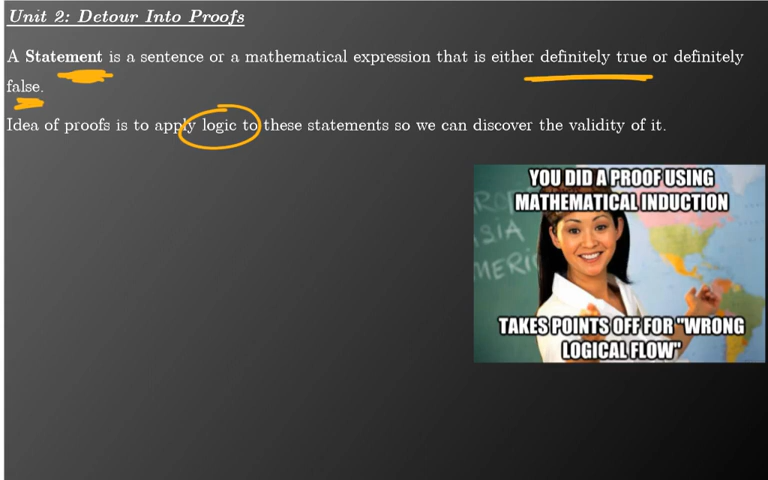 Unit 2: Detour Into Proofs
A Statement is a sentence or a mathematical expression that is either definitely true or definitely
false.
Idea of proofs is to apply logic to these statements so we can discover the validity of it.
YOU DID A PROOF USING
MATHEMATICAL INDUCTION
SIA
MERI
TAKES POINTS OFF FOR "WRONG
LOGICAL FLOW"